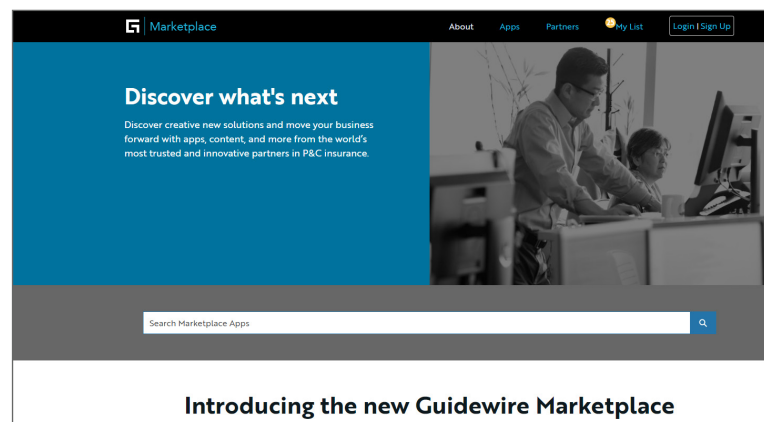 Marketplace
About Apps Partners 25 My List Login | Sign Up
Discover what's next
Discover creative new solutions and move your business
forward with apps, content, and more from the world's
most trusted and innovative partners in P&C insurance.
Search Marketplace Apps
Introducing the new Guidewire Marketplace